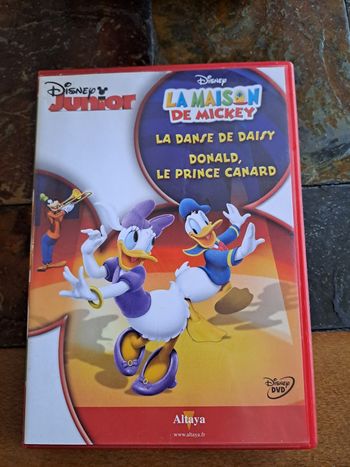 Disney
Junior
Disney
LA MAISON
DE MICKEY
LA DANSE DE DAISY
DONALD,
LE PRINCE CANARD
Disney
DVD
Altaya
www.altaya.fr